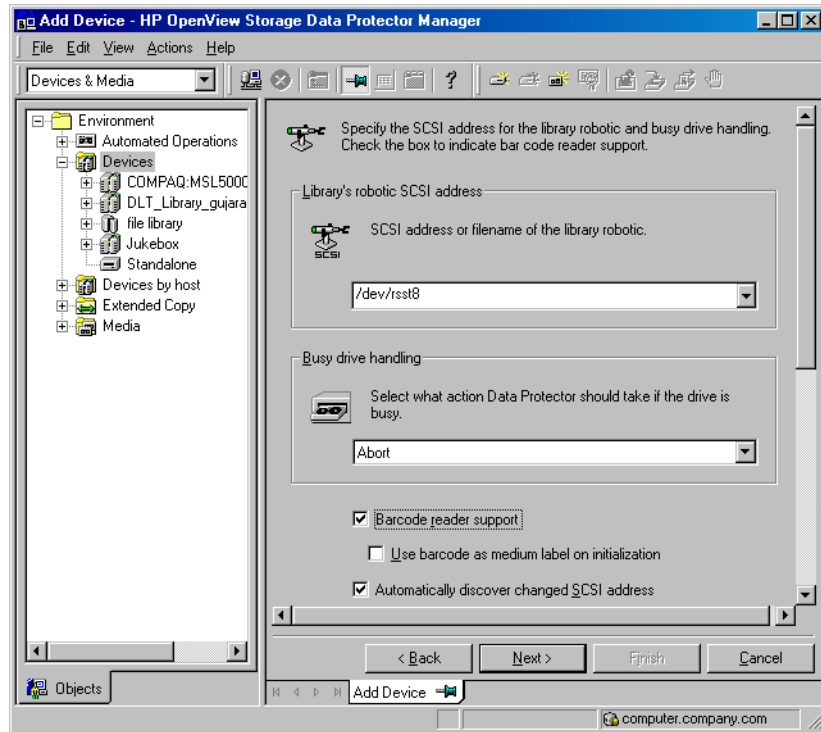 Add Device - HP OpenView Storage Data Protector Manager
File Edit View Actions Help
Devices & Media
Environment
Automated Operations
Devices
COMPAQ:MSL5000
DLT_Library_gujara
file library
Jukebox
Standalone
Devices by host
Extended Copy
Media
Objects
Specify the SCSI address for the library robotic and busy drive handling.
Check the box to indicate bar code reader support.
Library's robotic SCSI address
SCSI
SCSI address or filename of the library robotic.
/dev/rsst8
Busy drive handling
Select what action Data Protector should take if the drive is
busy.
Abort
Barcode reader support
Use barcode as medium label on initialization
Automatically discover changed SCSI address
< Back Next > Finish Cancel
Add Device
computer.company.com